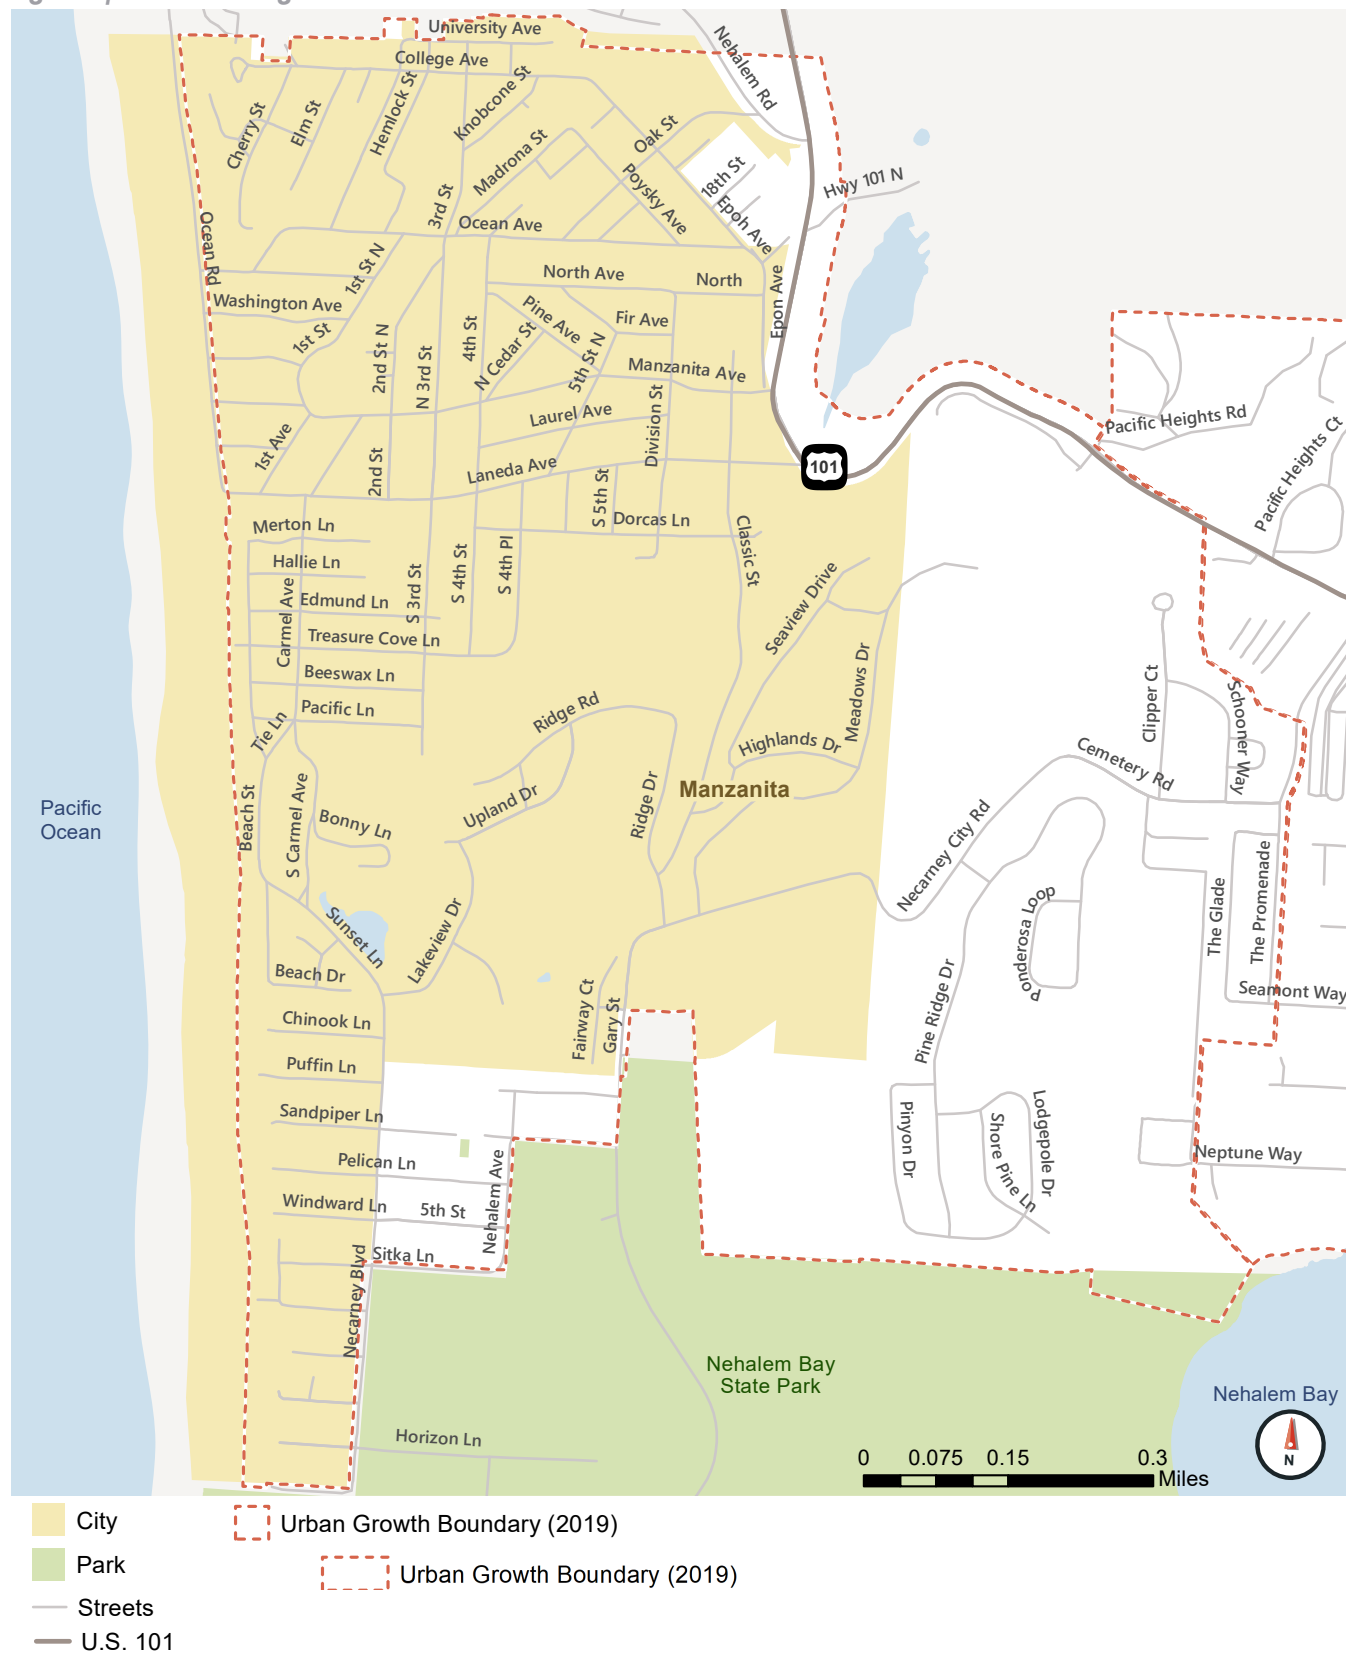 University Ave
College Ave
Nehalem Rd
Cherry St
Elm St
Hemlock St
Knobcone St
Madrona St
3rd St
Oak St
Poysky Ave
18th St
Epoh Ave
Hwy 101 N
Ocean Ave
Ocean Rd
1st St N
North Ave
North
Washington Ave
1st St
Pine Ave
Fir Ave
Epon Ave
2nd St N
N 3rd St
4th St
N Cedar St
5th St N
Manzanita Ave
Division St
Laurel Ave
1st Ave
2nd St
Laneda Ave
101
Pacific Heights Rd
Pacific Heights Ct
Merton Ln
S 5th St
Dorcas Ln
Classic St
Hallie Ln
Carmel Ave
Edmund Ln
S 3rd St
S 4th St
S 4th Pl
Treasure Cove Ln
Seaview Drive
Meadows Dr
Beeswax Ln
Pacific Ln
Tie Ln
Ridge Rd
Highlands Dr
Clipper Ct
Schooner Way
Cemetery Rd
Manzanita
Pacific
Ocean
Beach St
S Carmel Ave
Bonny Ln
Upland Dr
Ridge Dr
Necarney City Rd
Ponderosa Loop
The Glade
The Promenade
Sunset Ln
Lakeview Dr
Beach Dr
Seamont Way
Fairway Ct
Gary St
Pine Ridge Dr
Chinook Ln
Puffin Ln
Sandpiper Ln
Pelican Ln
Nehalem Ave
Pinyon Dr
Shore Pine Ln
Lodgepole Dr
Neptune Way
Windward Ln
5th St
Sitka Ln
Necarney Blvd
Nehalem Bay
State Park
Nehalem Bay
Horizon Ln
0 0.075 0.15 0.3
Miles
N
City
Urban Growth Boundary (2019)
Park
Urban Growth Boundary (2019)
Streets
U.S. 101